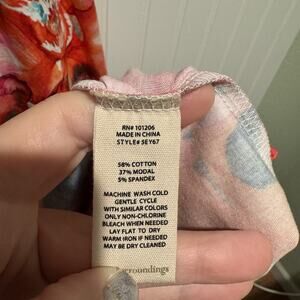 RN# 101206
MADE IN CHINA
STYLE# SEY67
58% COTTON
37% MODAL
5% SPANDEX
MACHINE WASH COLD
GENTLE CYCLE
WITH SIMILAR COLORS
ONLY NON-CHLORINE
BLEACH WHEN NEEDED
LAY FLAT TO DRY
WARM IRON IF NEEDED
MAY BE DRY CLEANED
rroundings